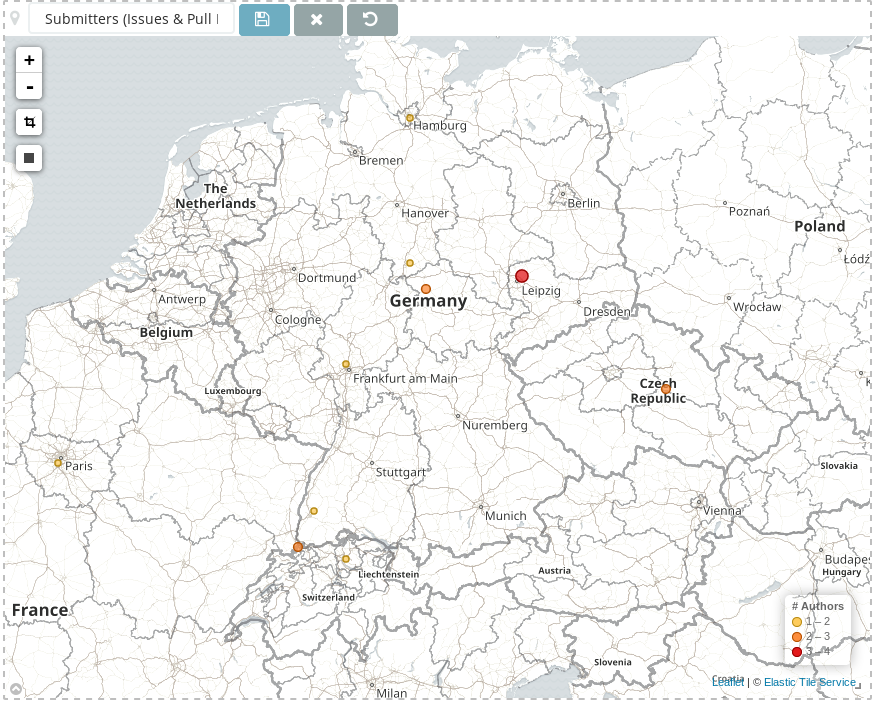 Submitters (Issues & Pull
+
-
Hamburg
Bremen
The
Netherlands
Berlin
Hanover
Poznań
Poland
Łódź
Dortmund
Antwerp
Leipzig
Germany
Wrocław
Dresden
Cologne
Belgium
Frankfurt am Main
Luxembourg
Czech
Republic
Nuremberg
Paris
Stuttgart
Slovakia
Munich
Vienna
Budapes
Austria
Hungary
Liechtenstein
Switzerland
France
# Authors
1 – 2
2 – 3
3 – 4
Slovenia
Croatia
Leaflet | © Elastic Tile Service
Milan